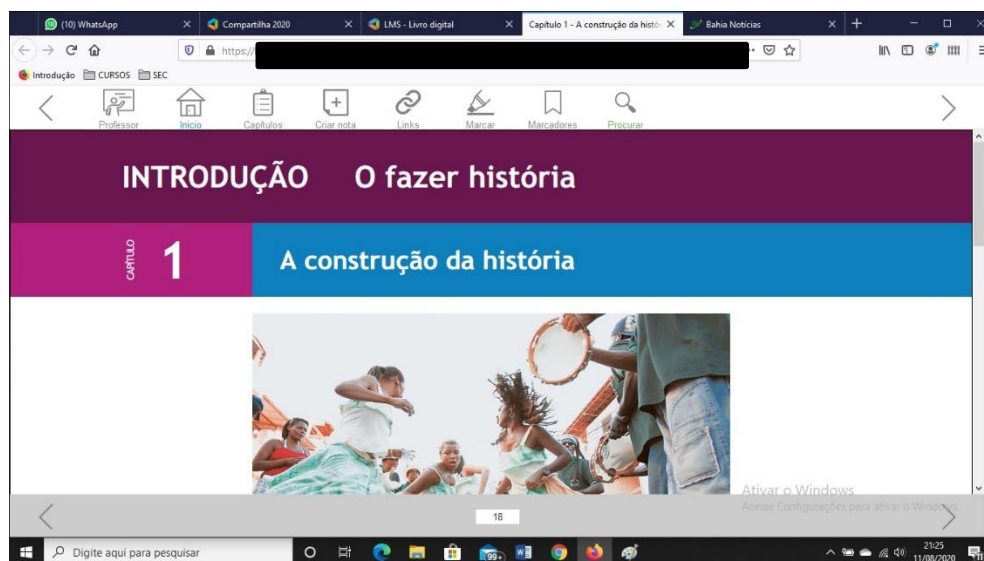 (10) WhatsApp
Compartilha 2020
LMS - Livro digital
Capítulo 1 - A construção da histó
Bahia Notícias
https://
Introdução CURSOS SEC
Professor Início Capítulos Criar nota Links Marcar Marcadores Procurar
INTRODUÇÃO O fazer história
CAPÍTULO 1 A construção da história
Ativar o Windows
Acesse Configurações para ativar o Windows.
18
Digite aqui para pesquisar
99+
21:25
11/08/2020